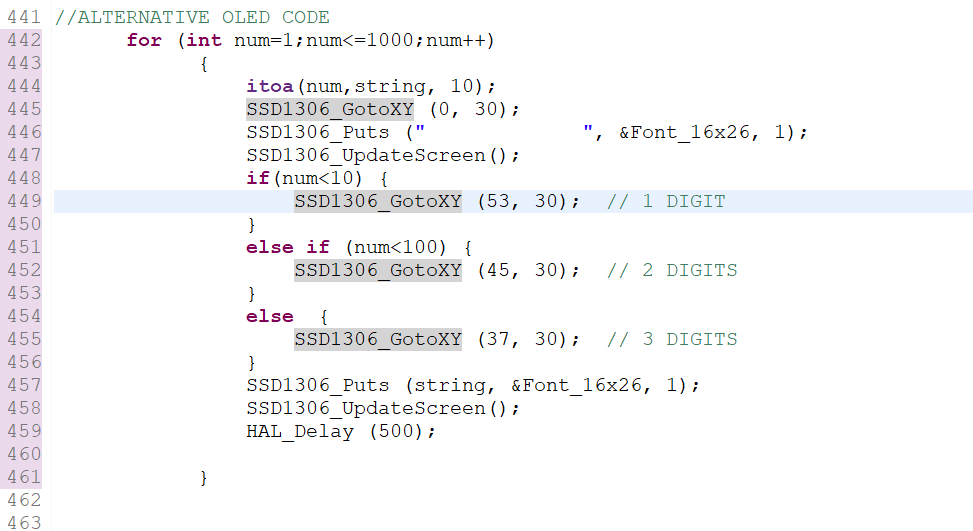 441 //ALTERNATIVE OLED CODE
442       for (int num=1;num<=1000;num++)
443             {
444                 itoa(num,string, 10);
445                 SSD1306_GotoXY (0, 30);
446                 SSD1306_Puts ("             ", &Font_16x26, 1);
447                 SSD1306_UpdateScreen();
448                 if(num<10) {
449                     SSD1306_GotoXY (53, 30);  // 1 DIGIT
450                 }
451                 else if (num<100) {
452                     SSD1306_GotoXY (45, 30);  // 2 DIGITS
453                 }
454                 else  {
455                     SSD1306_GotoXY (37, 30);  // 3 DIGITS
456                 }
457                 SSD1306_Puts (string, &Font_16x26, 1);
458                 SSD1306_UpdateScreen();
459                 HAL_Delay (500);
460
461             }
462
463